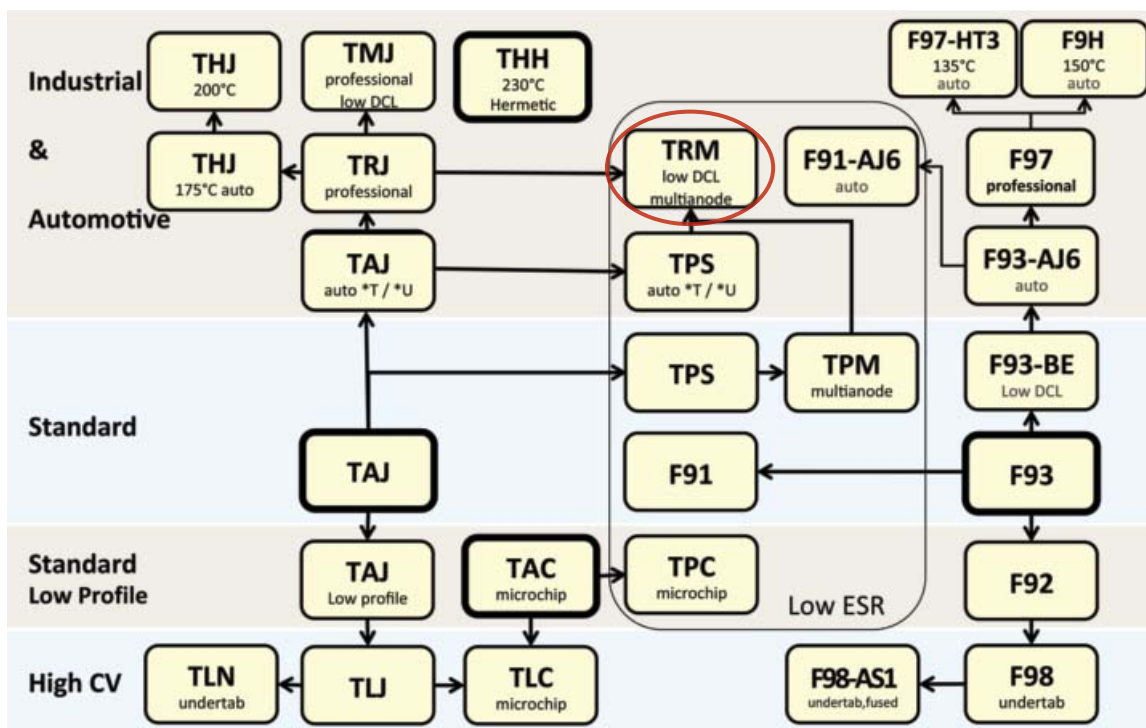 Industrial
&
Automotive
THJ
200°C
TMJ
professional
low DCL
THH
230°C
Hermetic
F97-HT3
135°C
auto
F9H
150°C
auto
THJ
175°C auto
TRJ
professional
TRM
low DCL
multianode
F91-AJ6
auto
F97
professional
TAJ
auto *T / *U
TPS
auto *T / *U
F93-AJ6
auto
Standard
TPS
TPM
multianode
F93-BE
Low DCL
TAJ
F91
F93
Standard
Low Profile
TAJ
Low profile
TAC
microchip
TPC
microchip
Low ESR
F92
High CV
TLN
undertab
TLJ
TLC
microchip
F98-AS1
undertab,fused
F98
undertab